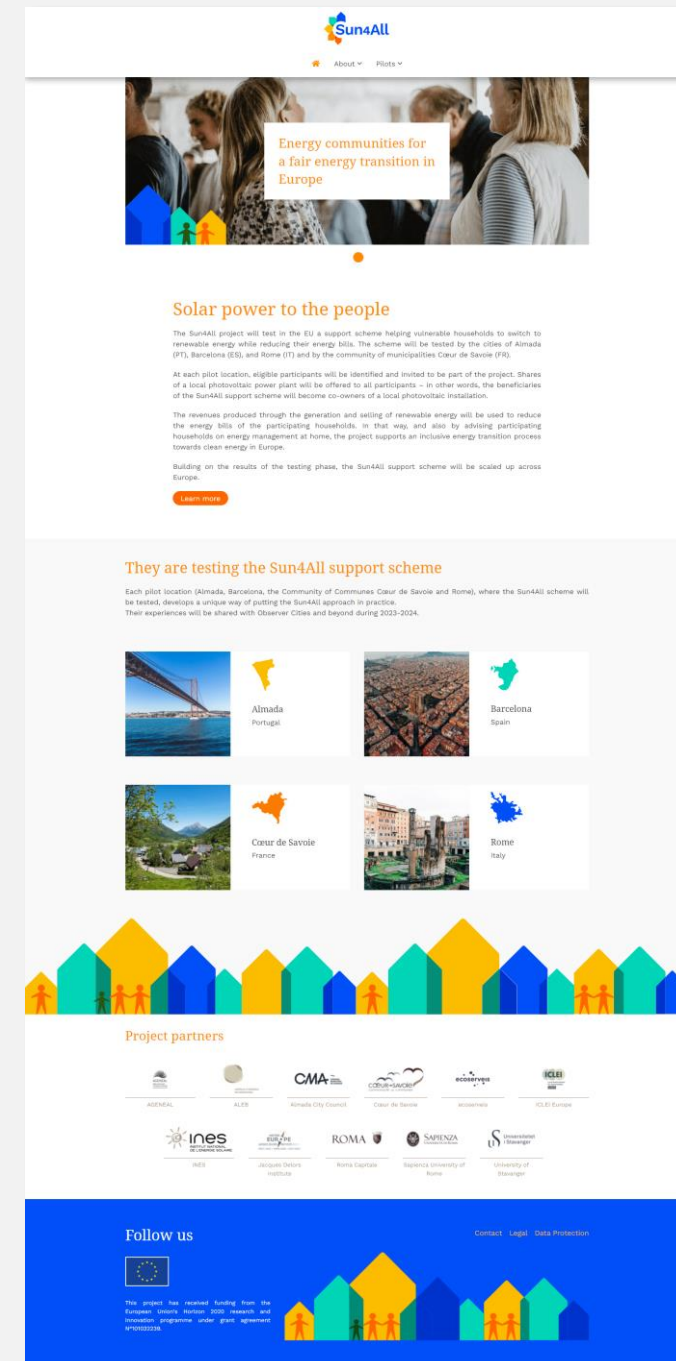 Sun4All
About
Pilots
Energy communities for
a fair energy transition in
Europe
Solar power to the people
The Sun4All project will test in the EU a support scheme helping vulnerable households to switch to
renewable energy while reducing their energy bills. The scheme will be tested by the cities of Almada
(PT), Barcelona (ES), and Rome (IT) and by the community of municipalities Cœur de Savoie (FR).
At each pilot location, eligible participants will be identified and invited to be part of the project. Shares
of a local photovoltaic power plant will be offered to all participants – in other words, the beneficiaries
of the Sun4All support scheme will become co-owners of a local photovoltaic installation.
The revenues produced through the generation and selling of renewable energy will be used to reduce
the energy bills of the participating households. In that way, and also by advising participating
households on energy management at home, the project supports an inclusive energy transition process
towards clean energy in Europe.
Building on the results of the testing phase, the Sun4All support scheme will be scaled up across
Europe.
Learn more
They are testing the Sun4All support scheme
Each pilot location (Almada, Barcelona, the Community of Communes Cœur de Savoie and Rome), where the Sun4All scheme will
be tested, develops a unique way of putting the Sun4All approach in practice.
Their experiences will be shared with Observer Cities and beyond during 2023-2024.
Almada
Portugal
Barcelona
Spain
Cœur de Savoie
France
Rome
Italy
Project partners
CMA
CŒUR de SAVOIE
ecoserveis
ICLEI
AGENEAL
ALEB
Almada City Council
Cœur de Savoie
ecoserveis
ICLEI Europe
ines
INSTITUT NATIONAL
DE L'ENERGIE SOLAIRE
EUROPE
ROMA
SAPIENZA
Universitetet
i Stavanger
INES
Jacques Delors
Institute
Roma Capitale
Sapienza University of
Rome
University of
Stavanger
Follow us
Contact Legal Data Protection
This project has received funding from the
European Union's Horizon 2020 research and
innovation programme under grant agreement